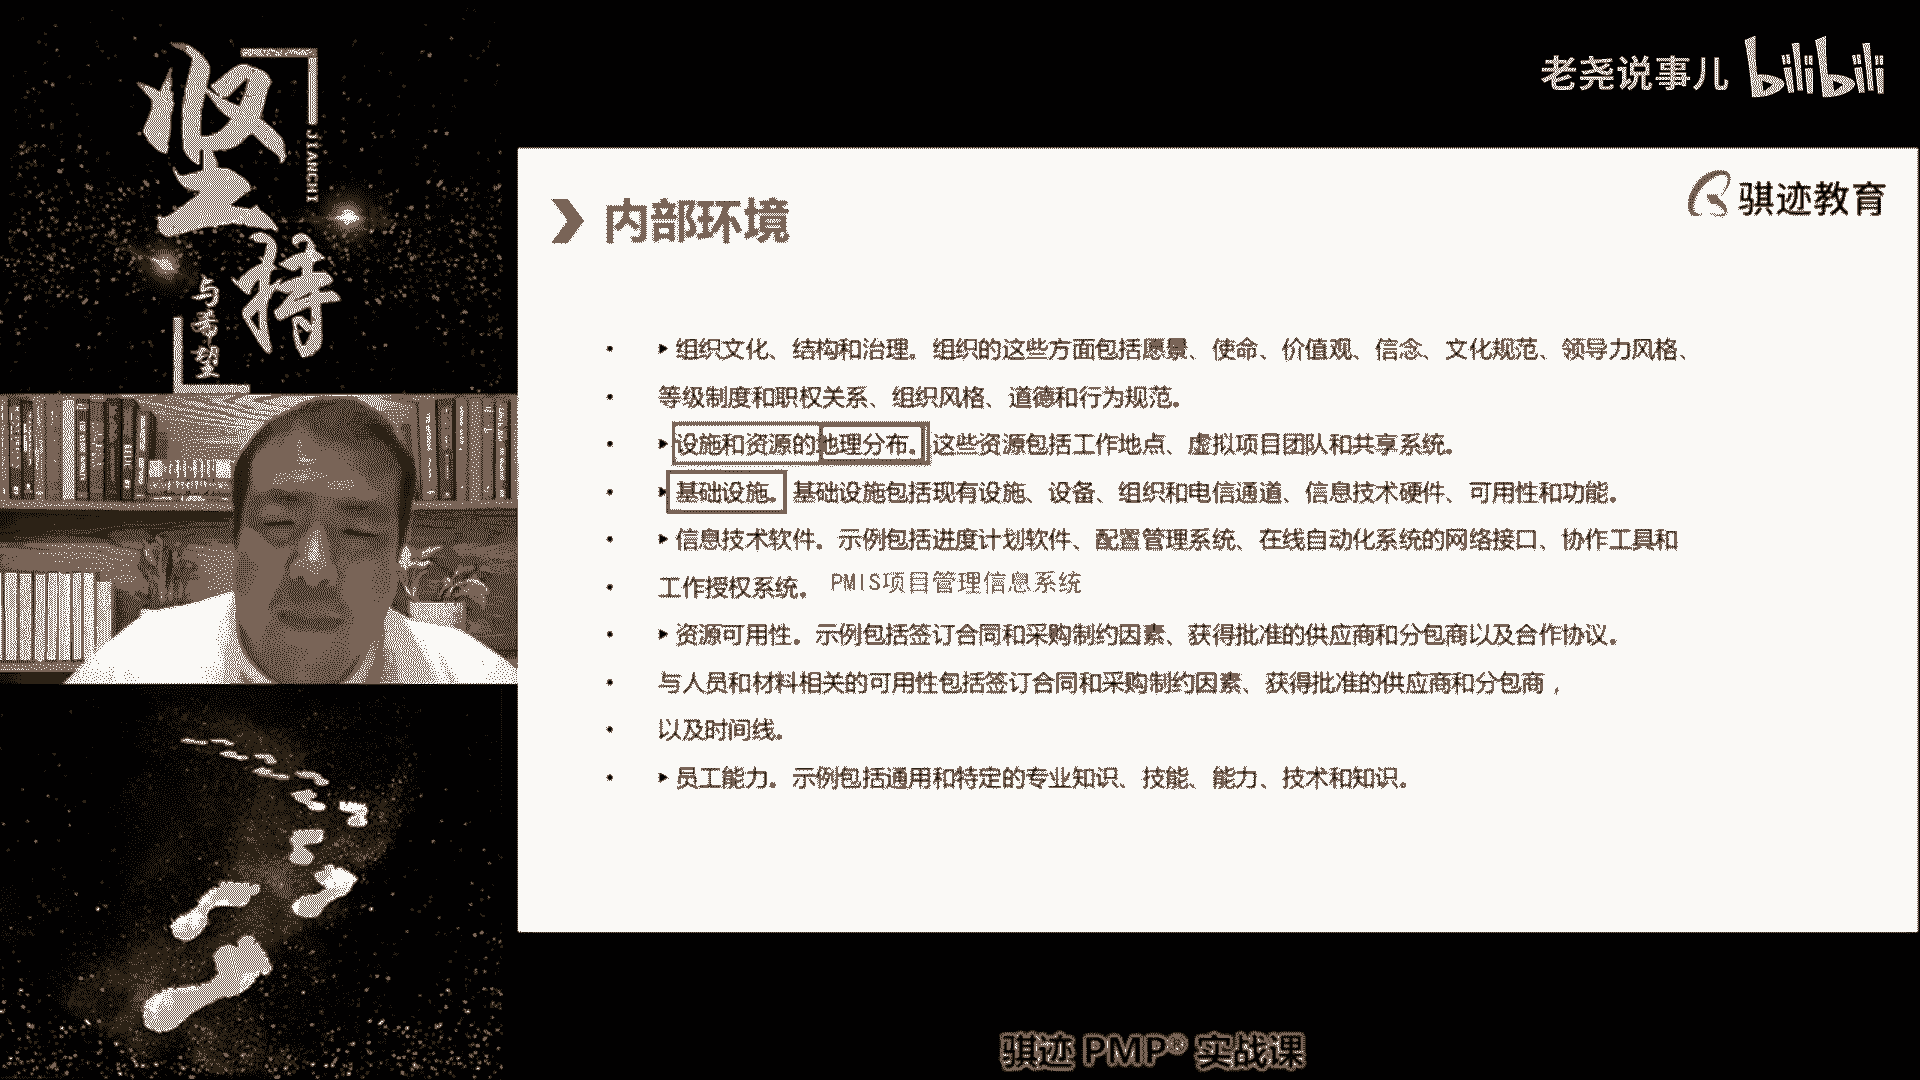 坚持
JIANCHI
与希望
老尧说事儿 bilibili
骐迹教育
内部环境
• ▶组织文化、结构和治理。组织的这些方面包括愿景、使命、价值观、信念、文化规范、领导力风格、
• 等级制度和职权关系、组织风格、道德和行为规范。
• ▶设施和资源的地理分布。这些资源包括工作地点、虚拟项目团队和共享系统。
• ▶基础设施。基础设施包括现有设施、设备、组织和电信通道、信息技术硬件、可用性和功能。
• ▶信息技术软件。示例包括进度计划软件、配置管理系统、在线自动化系统的网络接口、协作工具和
• 工作授权系统。 PMIS项目管理信息系统
• ▶资源可用性。示例包括签订合同和采购制约因素、获得批准的供应商和分包商以及合作协议。
• 与人员和材料相关的可用性包括签订合同和采购制约因素、获得批准的供应商和分包商，
• 以及时间线。
• ▶员工能力。示例包括通用和特定的专业知识、技能、能力、技术和知识。
骐迹 PMP® 实战课